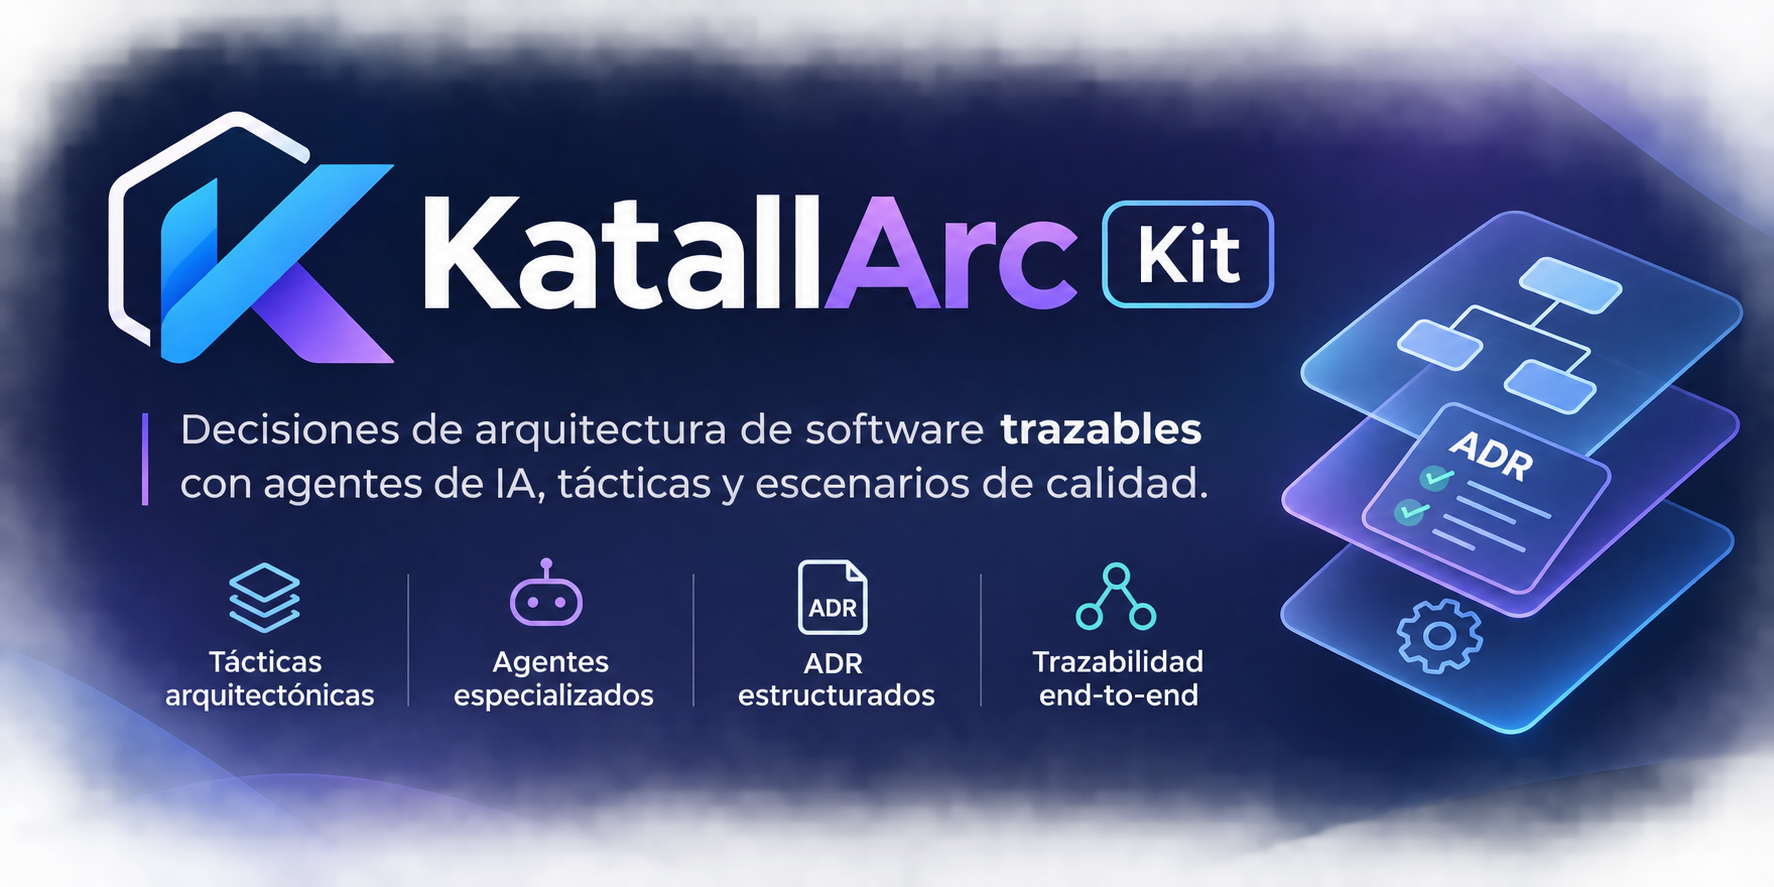 KatallArc Kit
Decisiones de arquitectura de software trazables
con agentes de IA, tácticas y escenarios de calidad.
Tácticas
arquitectónicas
Agentes
especializados
ADR
ADR
estructurados
Trazabilidad
end-to-end
ADR